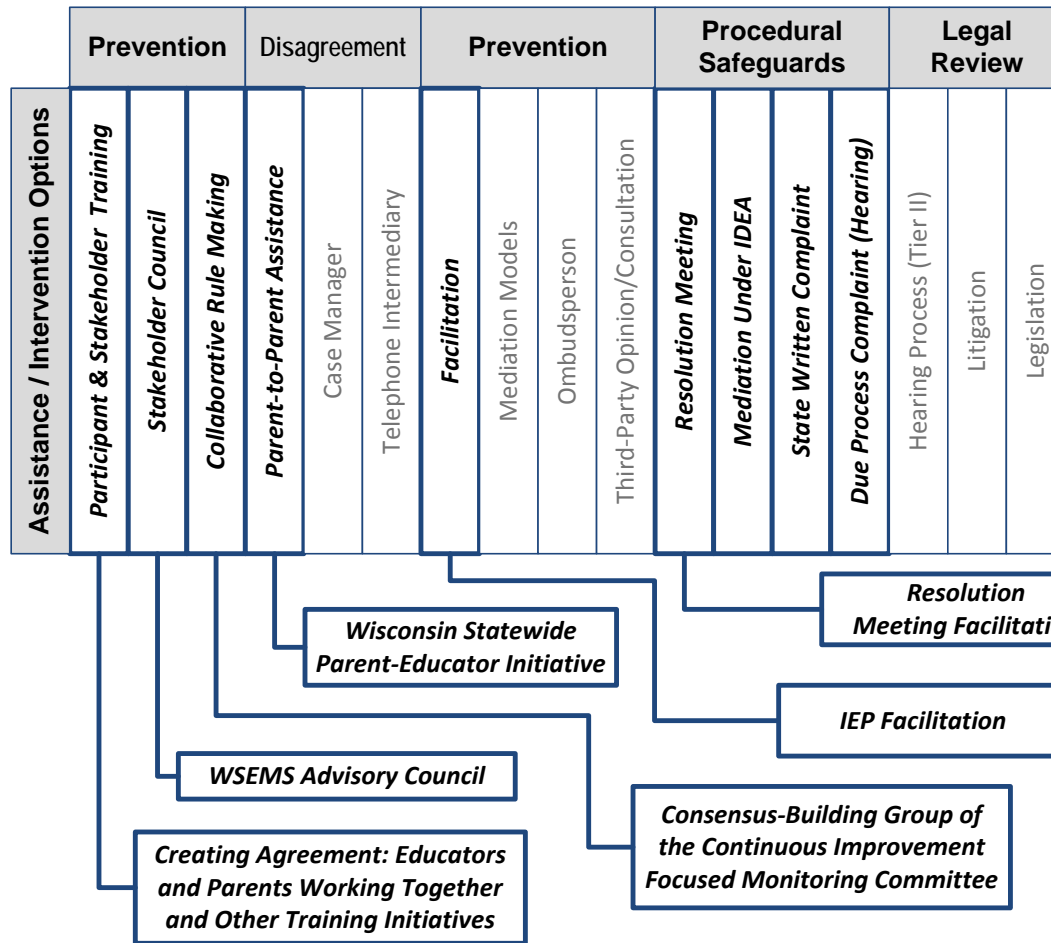 Prevention
Disagreement
Prevention
Procedural
Safeguards
Legal
Review
Assistance / Intervention Options
Participant & Stakeholder Training
Stakeholder Council
Collaborative Rule Making
Parent-to-Parent Assistance
Case Manager
Telephone Intermediary
Facilitation
Mediation Models
Ombudsperson
Third-Party Opinion/Consultation
Resolution Meeting
Mediation Under IDEA
State Written Complaint
Due Process Complaint (Hearing)
Hearing Process (Tier II)
Litigation
Legislation
Resolution
Meeting Facilitati
Wisconsin Statewide
Parent-Educator Initiative
IEP Facilitation
WSEMS Advisory Council
Consensus-Building Group of
the Continuous Improvement
Focused Monitoring Committee
Creating Agreement: Educators
and Parents Working Together
and Other Training Initiatives